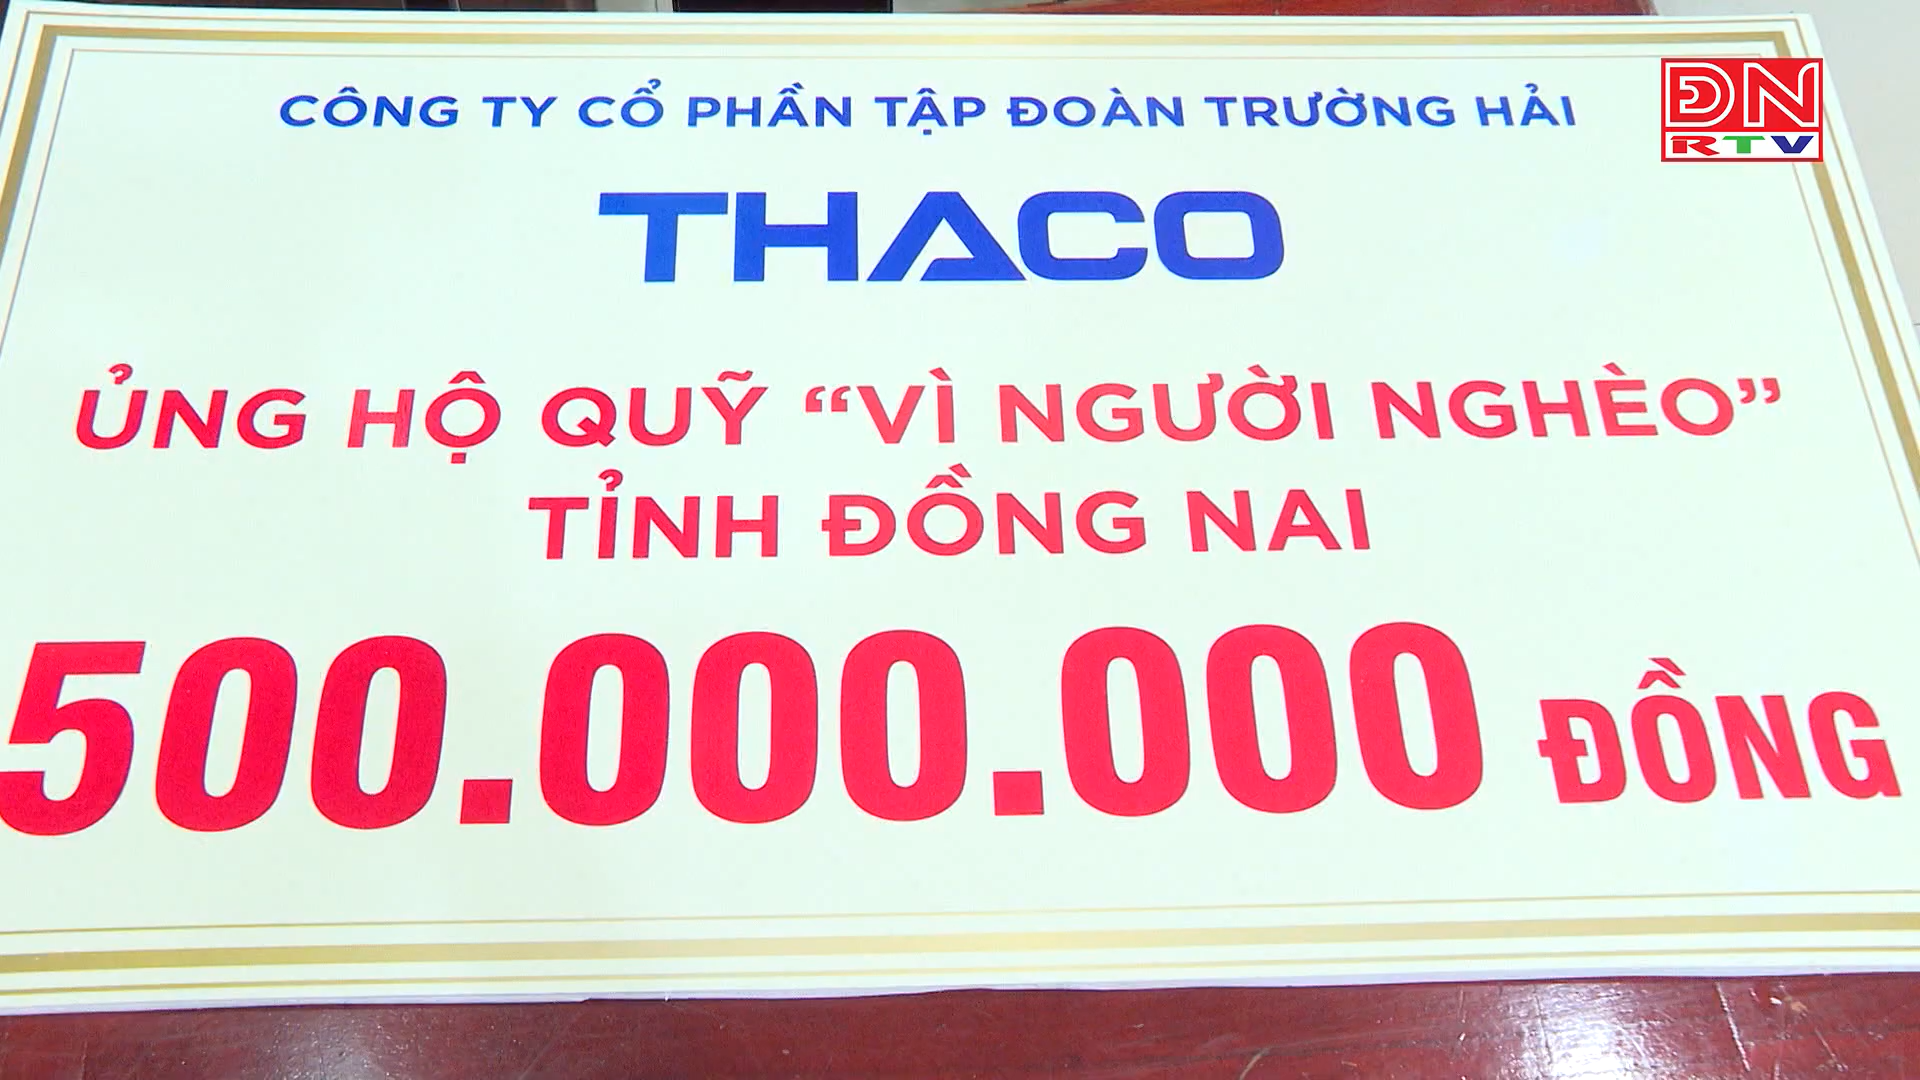 CÔNG TY CỔ PHẦN TẬP ĐOÀN TRƯỜNG HẢI
ĐN
RTV
THACO
ỦNG HỘ QUỸ “VÌ NGƯỜI NGHÈO”
TỈNH ĐỒNG NAI
500.000.000 ĐỒNG